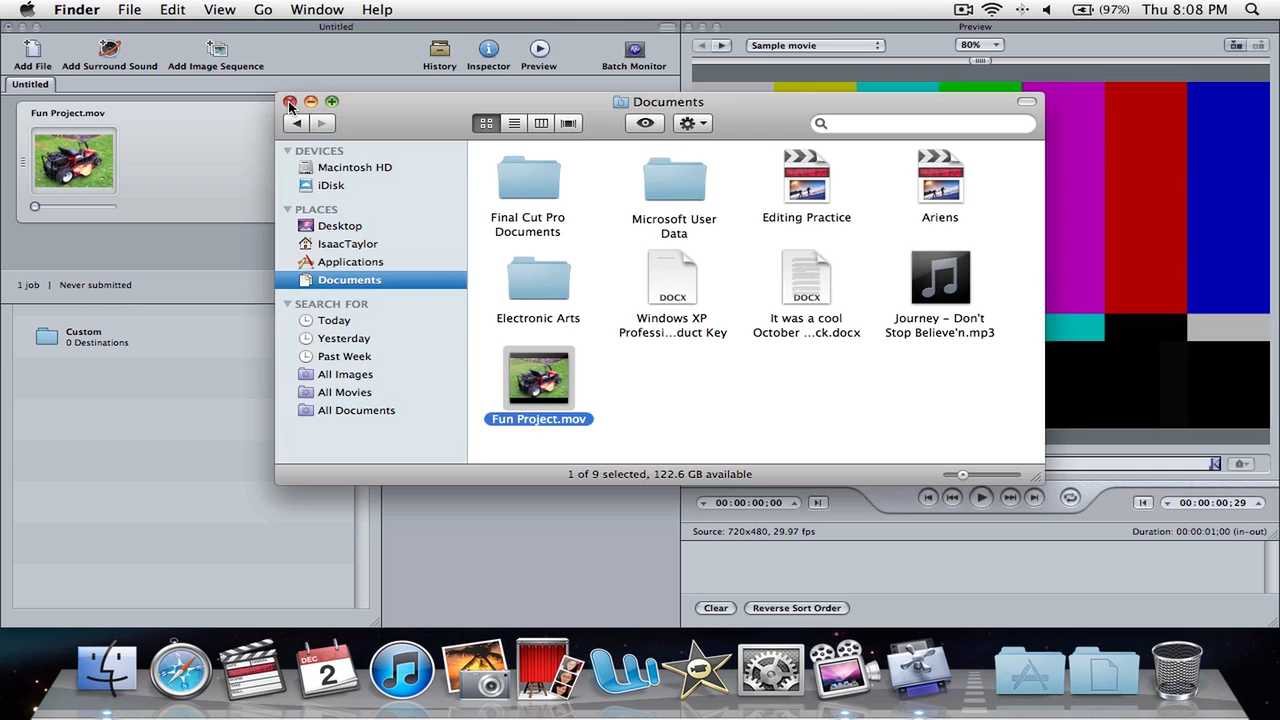 Finder File Edit View Go Window Help
(97%) Thu 8:08 PM
Untitled
Preview
Add File Add Surround Sound Add Image Sequence History Inspector Preview Batch Monitor
Sample movie 80%
Untitled
Fun Project.mov
1 job | Never submitted
Custom
0 Destinations
Documents
DEVICES
Macintosh HD
iDisk
PLACES
Desktop
IsaacTaylor
Applications
Documents
SEARCH FOR
Today
Yesterday
Past Week
All Images
All Movies
All Documents
Final Cut Pro
Documents
Microsoft User
Data
Editing Practice
Ariens
Electronic Arts
DOCX
Windows XP
Professi...duct Key
DOCX
It was a cool
October ...ck.docx
Journey – Don't
Stop Believe'n.mp3
Fun Project.mov
1 of 9 selected, 122.6 GB available
00:00:00;00
00:00:00;29
Source: 720x480, 29.97 fps
Duration: 00:00:01;00 (in-out)
Clear Reverse Sort Order
DEC
2